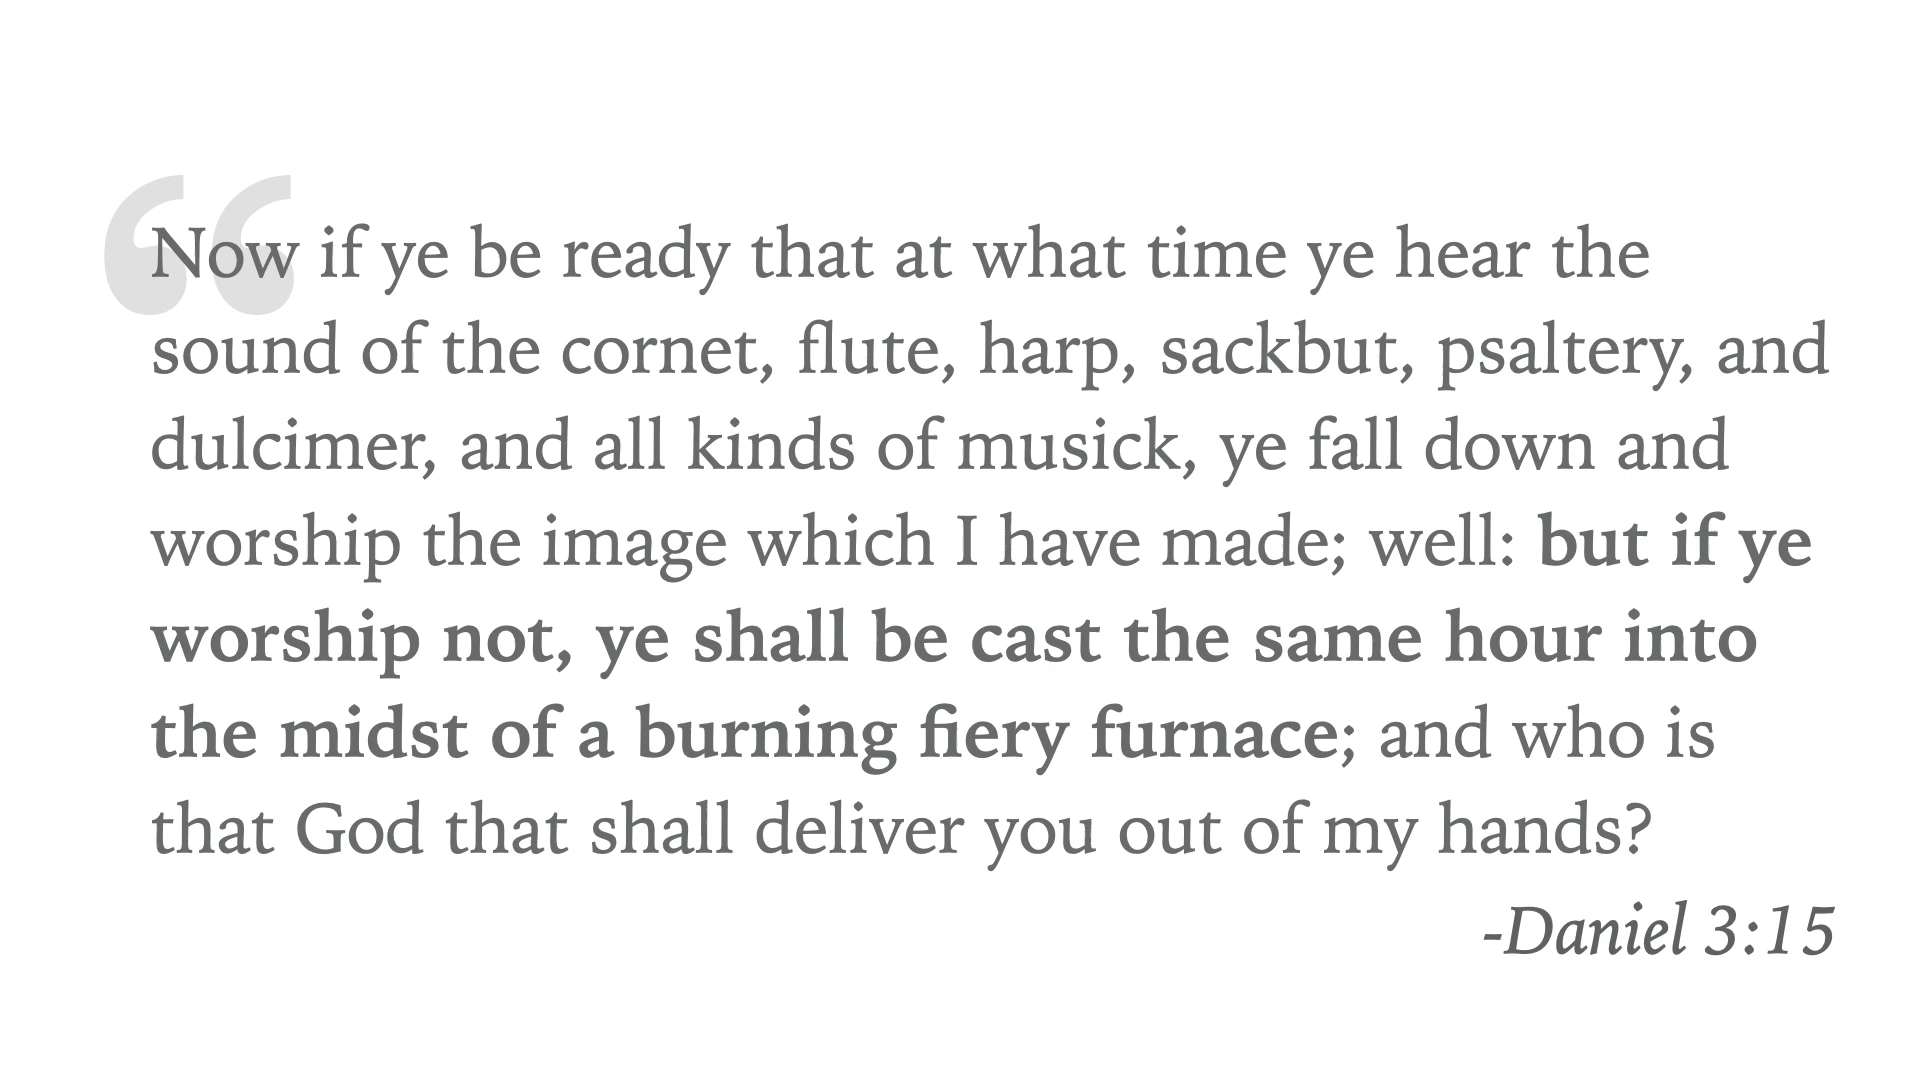 “Now if ye be ready that at what time ye hear the
sound of the cornet, flute, harp, sackbut, psaltery, and
dulcimer, and all kinds of musick, ye fall down and
worship the image which I have made; well: but if ye
worship not, ye shall be cast the same hour into
the midst of a burning fiery furnace; and who is
that God that shall deliver you out of my hands?
-Daniel 3:15